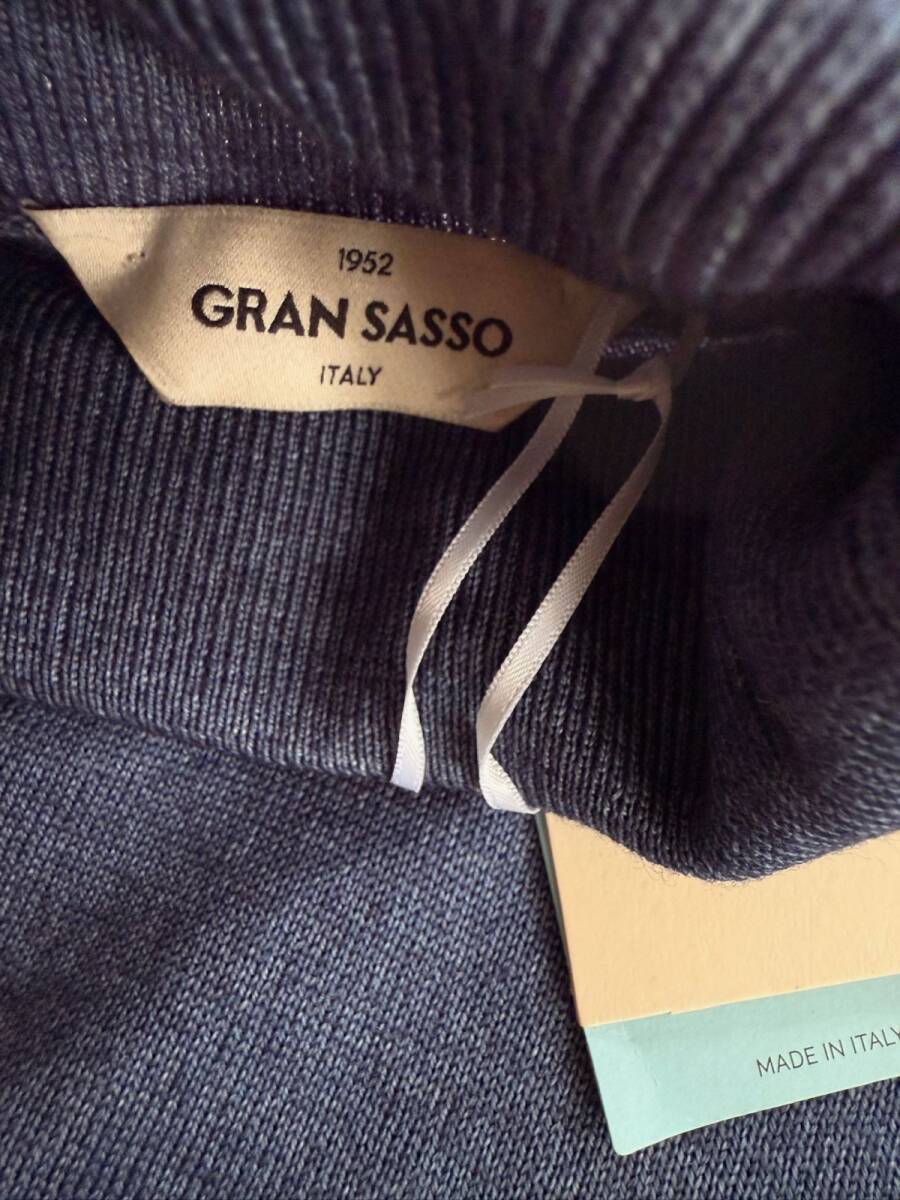 1952
GRAN SASSO
ITALY
MADE IN ITALY